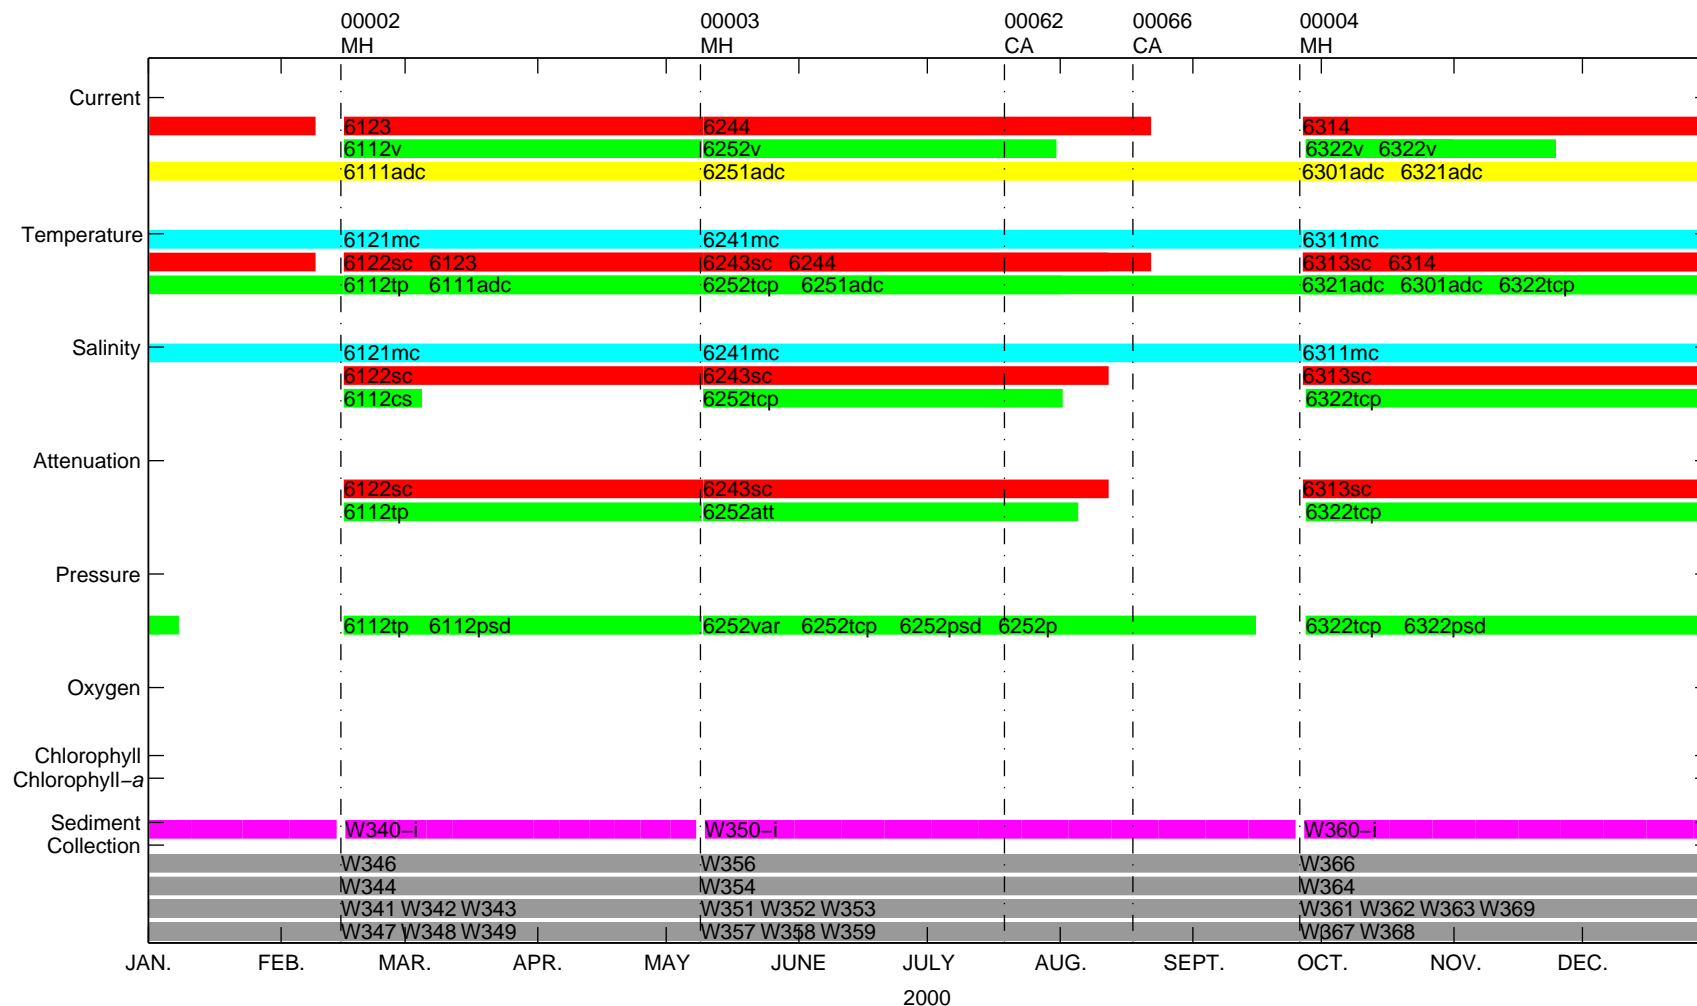 00002 00003 00062 00066 00004
MH MH CA CA MH
Current
6123 6244 6314
6112v 6252v 6322v 6322v
6111adc 6251adc 6301adc 6321adc
Temperature
6121mc 6241mc 6311mc
6122sc 6123 6243sc 6244 6313sc 6314
6112tp 6111adc 6252tcp 6251adc 6321adc 6301adc 6322tcp
Salinity
6121mc 6241mc 6311mc
6122sc 6243sc 6313sc
6112cs 6252tcp 6322tcp
Attenuation
6122sc 6243sc 6313sc
6112tp 6252att 6322tcp
Pressure
6112tp 6112psd 6252var 6252tcp 6252psd 6252p 6322tcp 6322psd
Oxygen
Chlorophyll
Chlorophyll−a
Sediment
W340−i W350−i W360−i
Collection
W346 W356 W366
W344 W354 W364
W341 W342 W343 W351 W352 W353 W361 W362 W363 W369
W347 W348 W349 W357 W358 W359 W367 W368
JAN. FEB. MAR. APR. MAY JUNE JULY AUG. SEPT. OCT. NOV. DEC.
2000